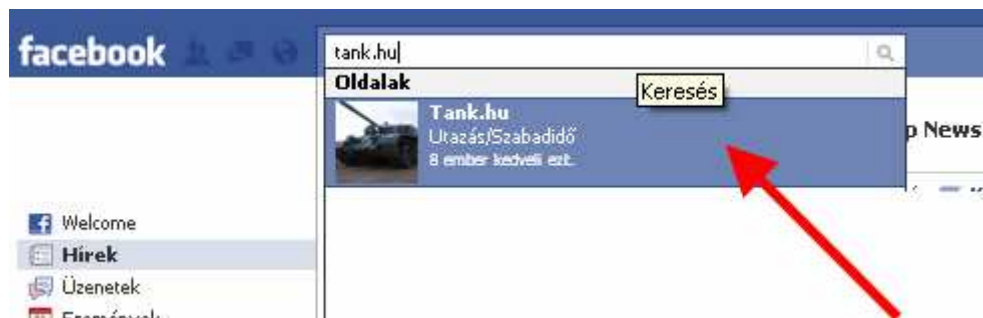 facebook
tank.hu
Oldalak
Keresés
Tank.hu
Utazás/Szabadidő
8 ember kedveli ezt.
p News
Welcome
Hírek
Üzenetek